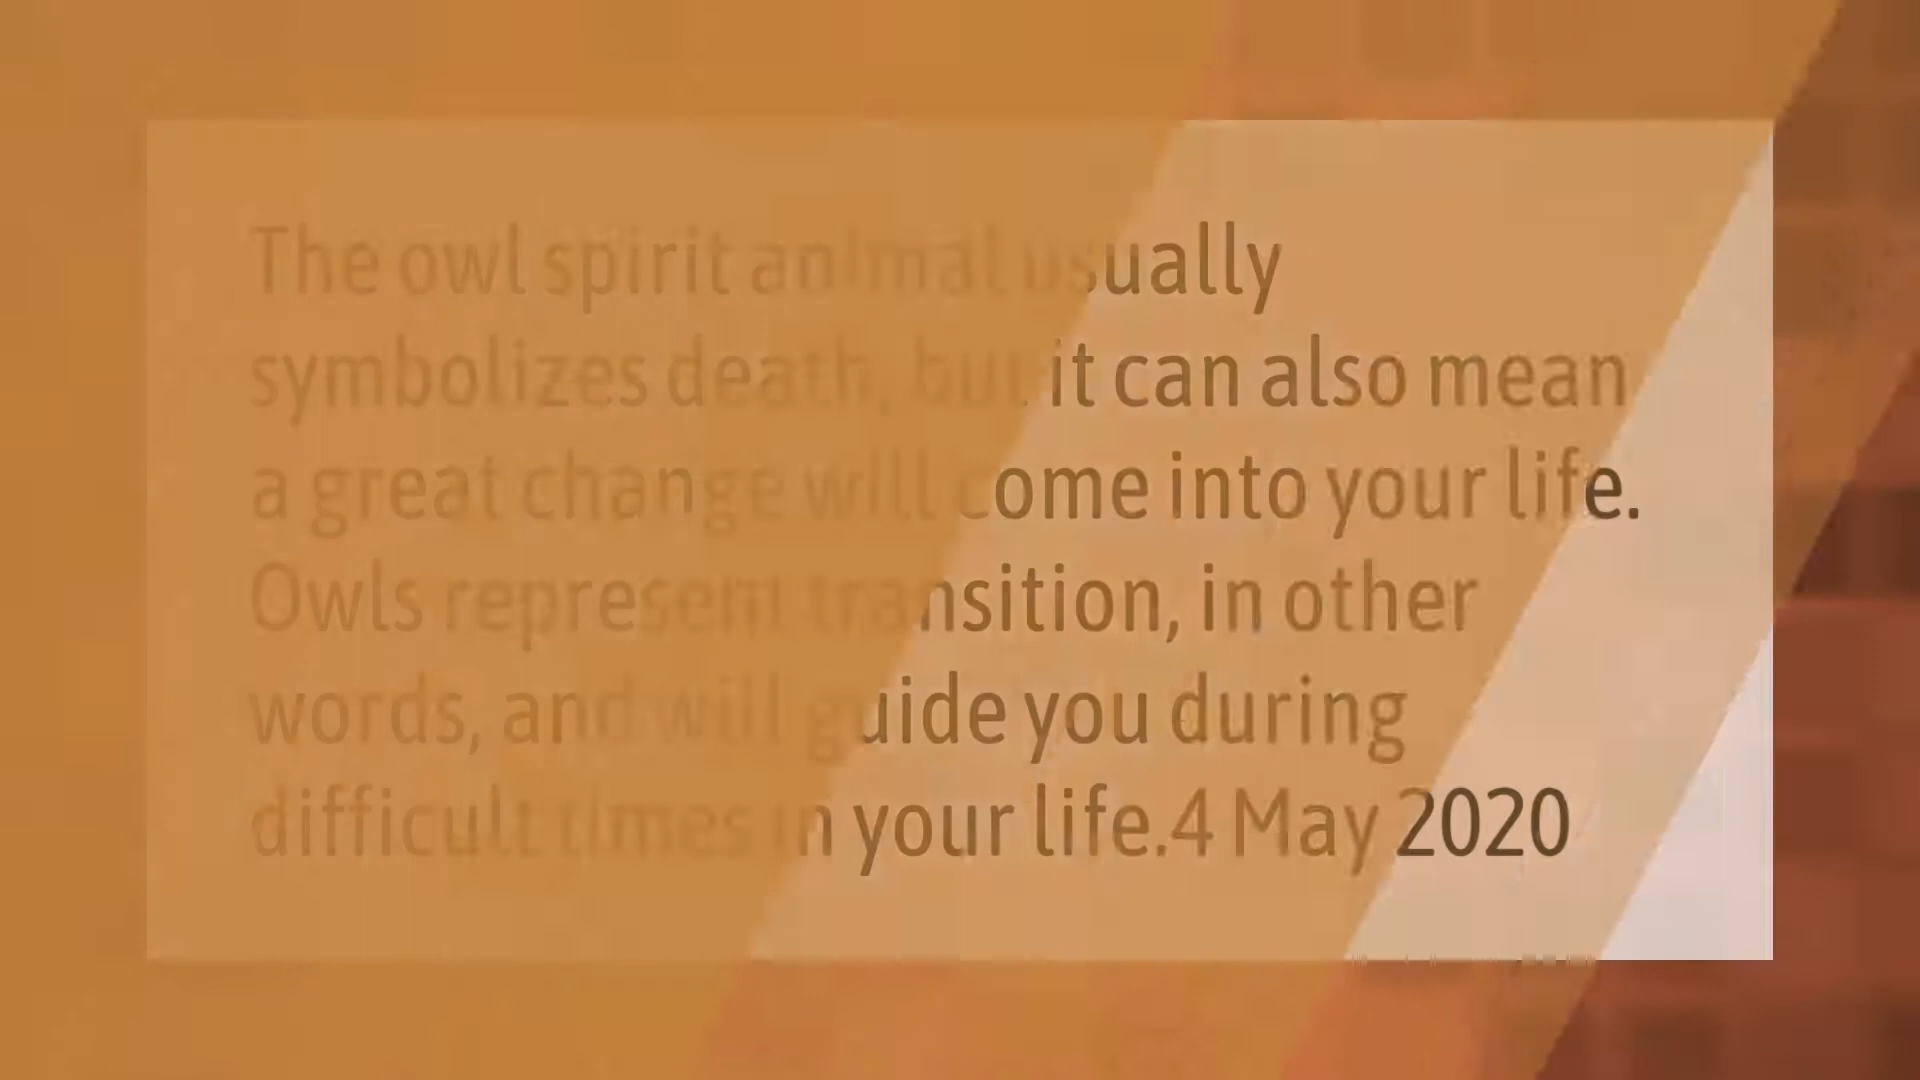 The owl spirit animal usually
symbolizes death, but it can also mean
a great change will come into your life.
Owls represent transition, in other
words, and will guide you during
difficult times in your life.4 May 2020